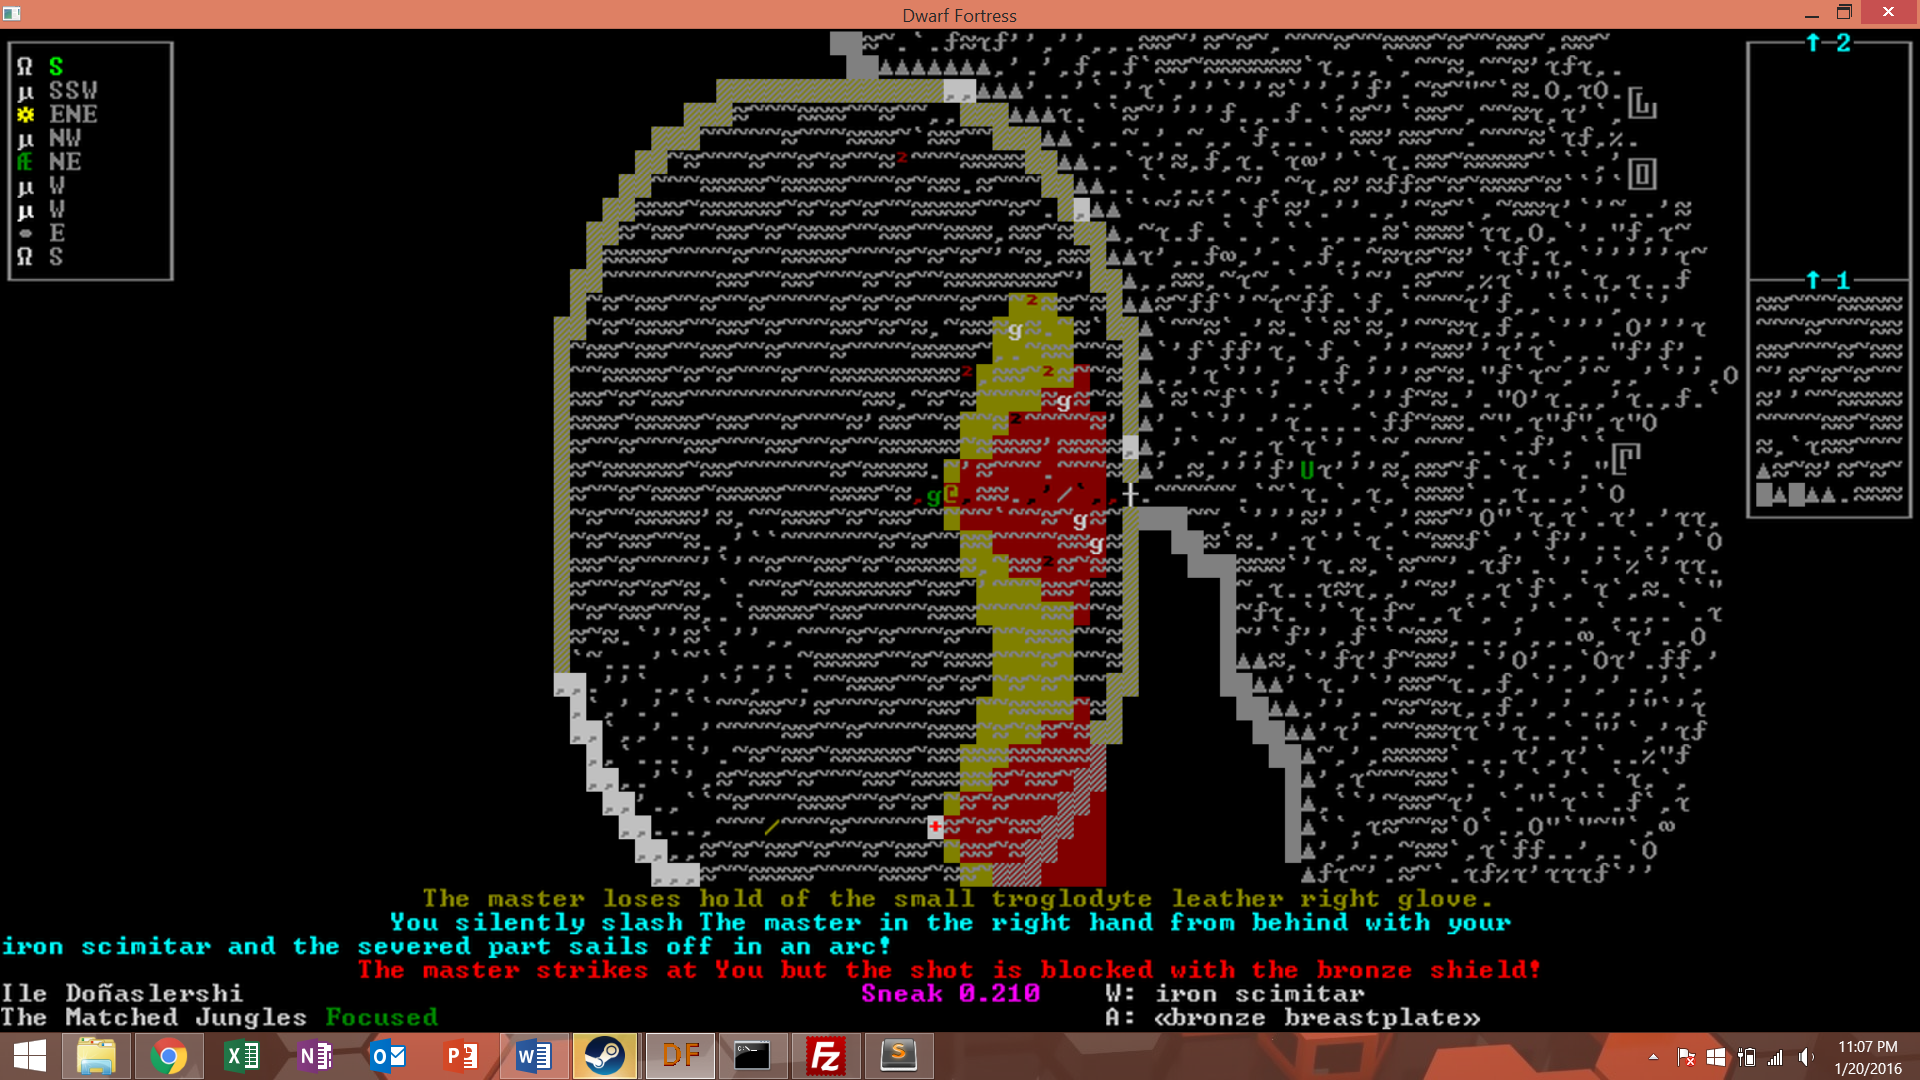 Dwarf Fortress
Ω S
µ SSW
☼ ENE
µ NW
Æ NE
µ W
µ W
E
Ω S
↑ 2
↑ 1
The master loses hold of the small troglodyte leather right glove.
You silently slash The master in the right hand from behind with your
iron scimitar and the severed part sails off in an arc!
The master strikes at You but the shot is blocked with the bronze shield!
Ile Doñaslershi
Sneak 0.210
W: iron scimitar
The Matched Jungles Focused
A: «bronze breastplate»
DF
11:07 PM
1/20/2016